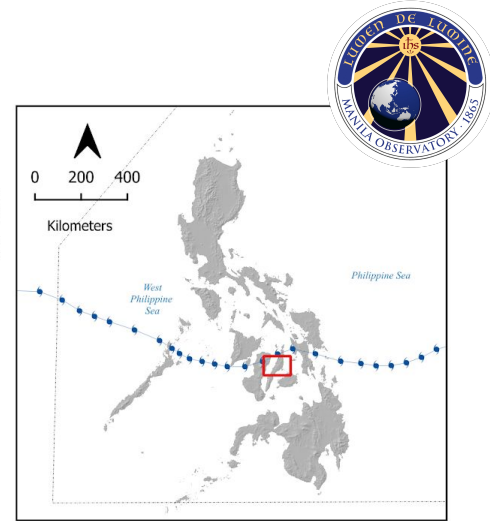 LUMEN DE LUMINE
ihs
MANILA OBSERVATORY · 1865
0 200 400
Kilometers
West
Philippine
Sea
Philippine Sea